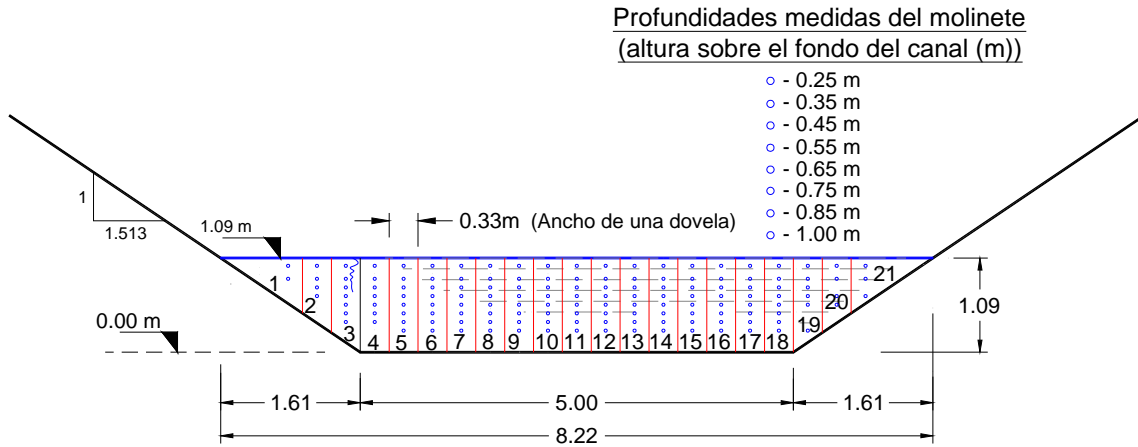 Profundidades medidas del molinete
(altura sobre el fondo del canal (m))
- 0.25 m
- 0.35 m
- 0.45 m
- 0.55 m
- 0.65 m
- 0.75 m
- 0.85 m
- 1.00 m
1
1.513
1.09 m
0.33m (Ancho de una dovela)
0.00 m
1
2
3
4
5
6
7
8
9
10
11
12
13
14
15
16
17
18
19
20
21
1.09
1.61
5.00
1.61
8.22